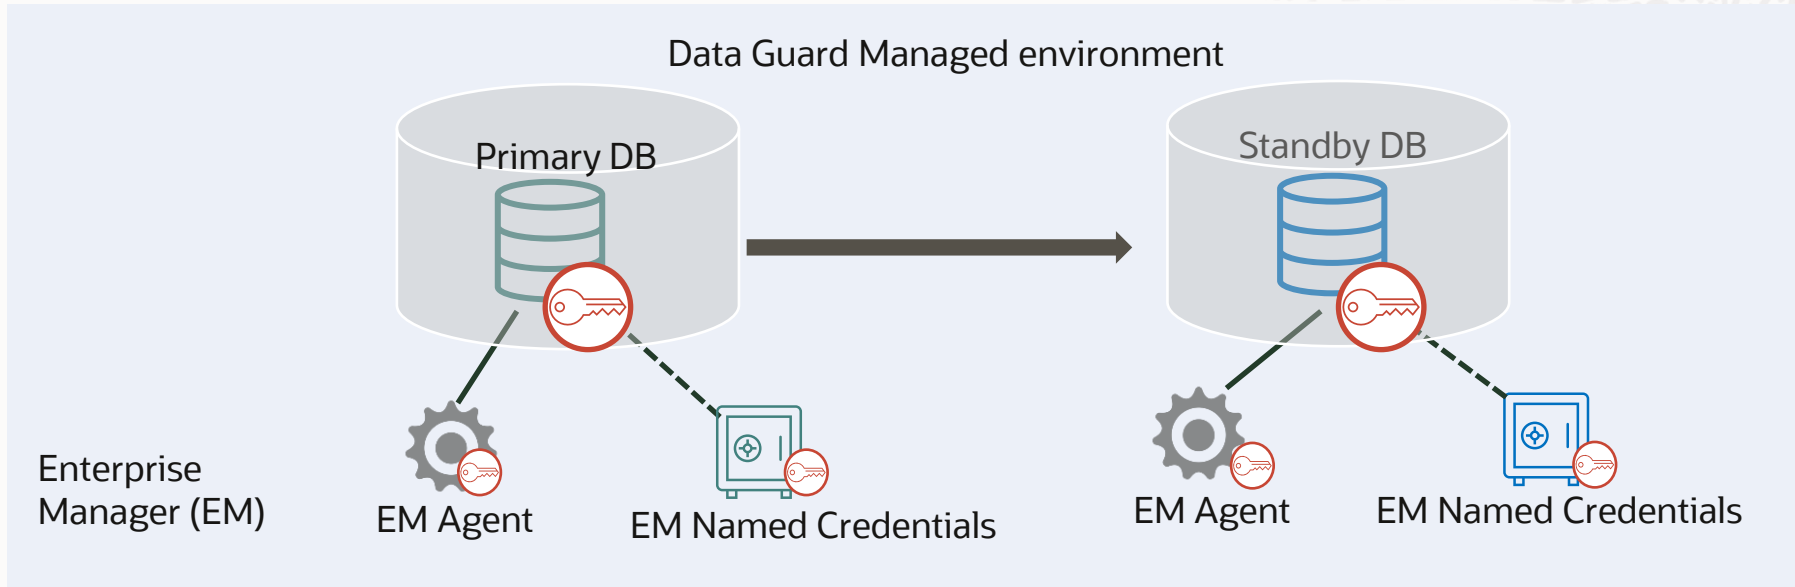 Data Guard Managed environment
Primary DB
Standby DB
Enterprise
Manager (EM)
EM Agent
EM Named Credentials
EM Agent
EM Named Credentials